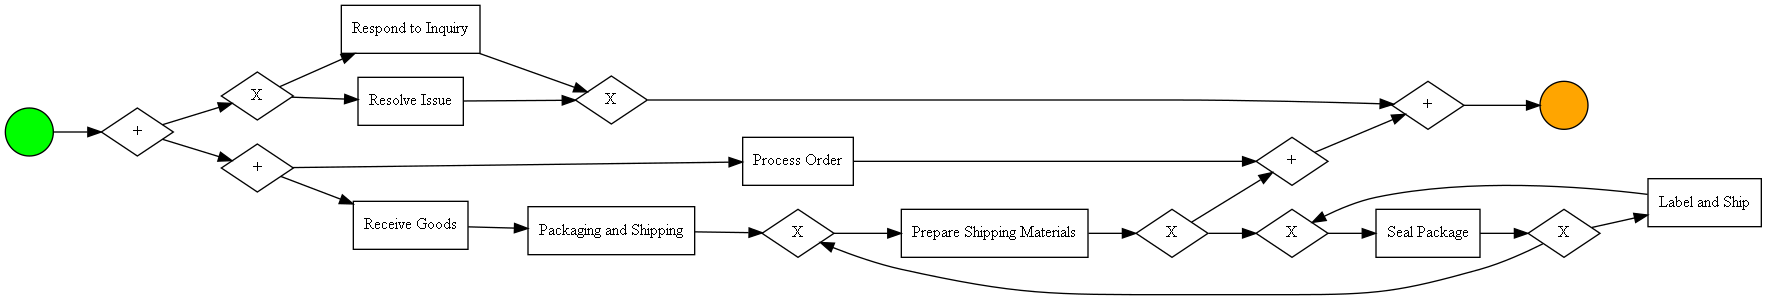 Respond to Inquiry
X
Resolve Issue
X
+
+
+
Process Order
+
+
Receive Goods
Packaging and Shipping
X
Prepare Shipping Materials
X
X
Seal Package
X
Label and Ship